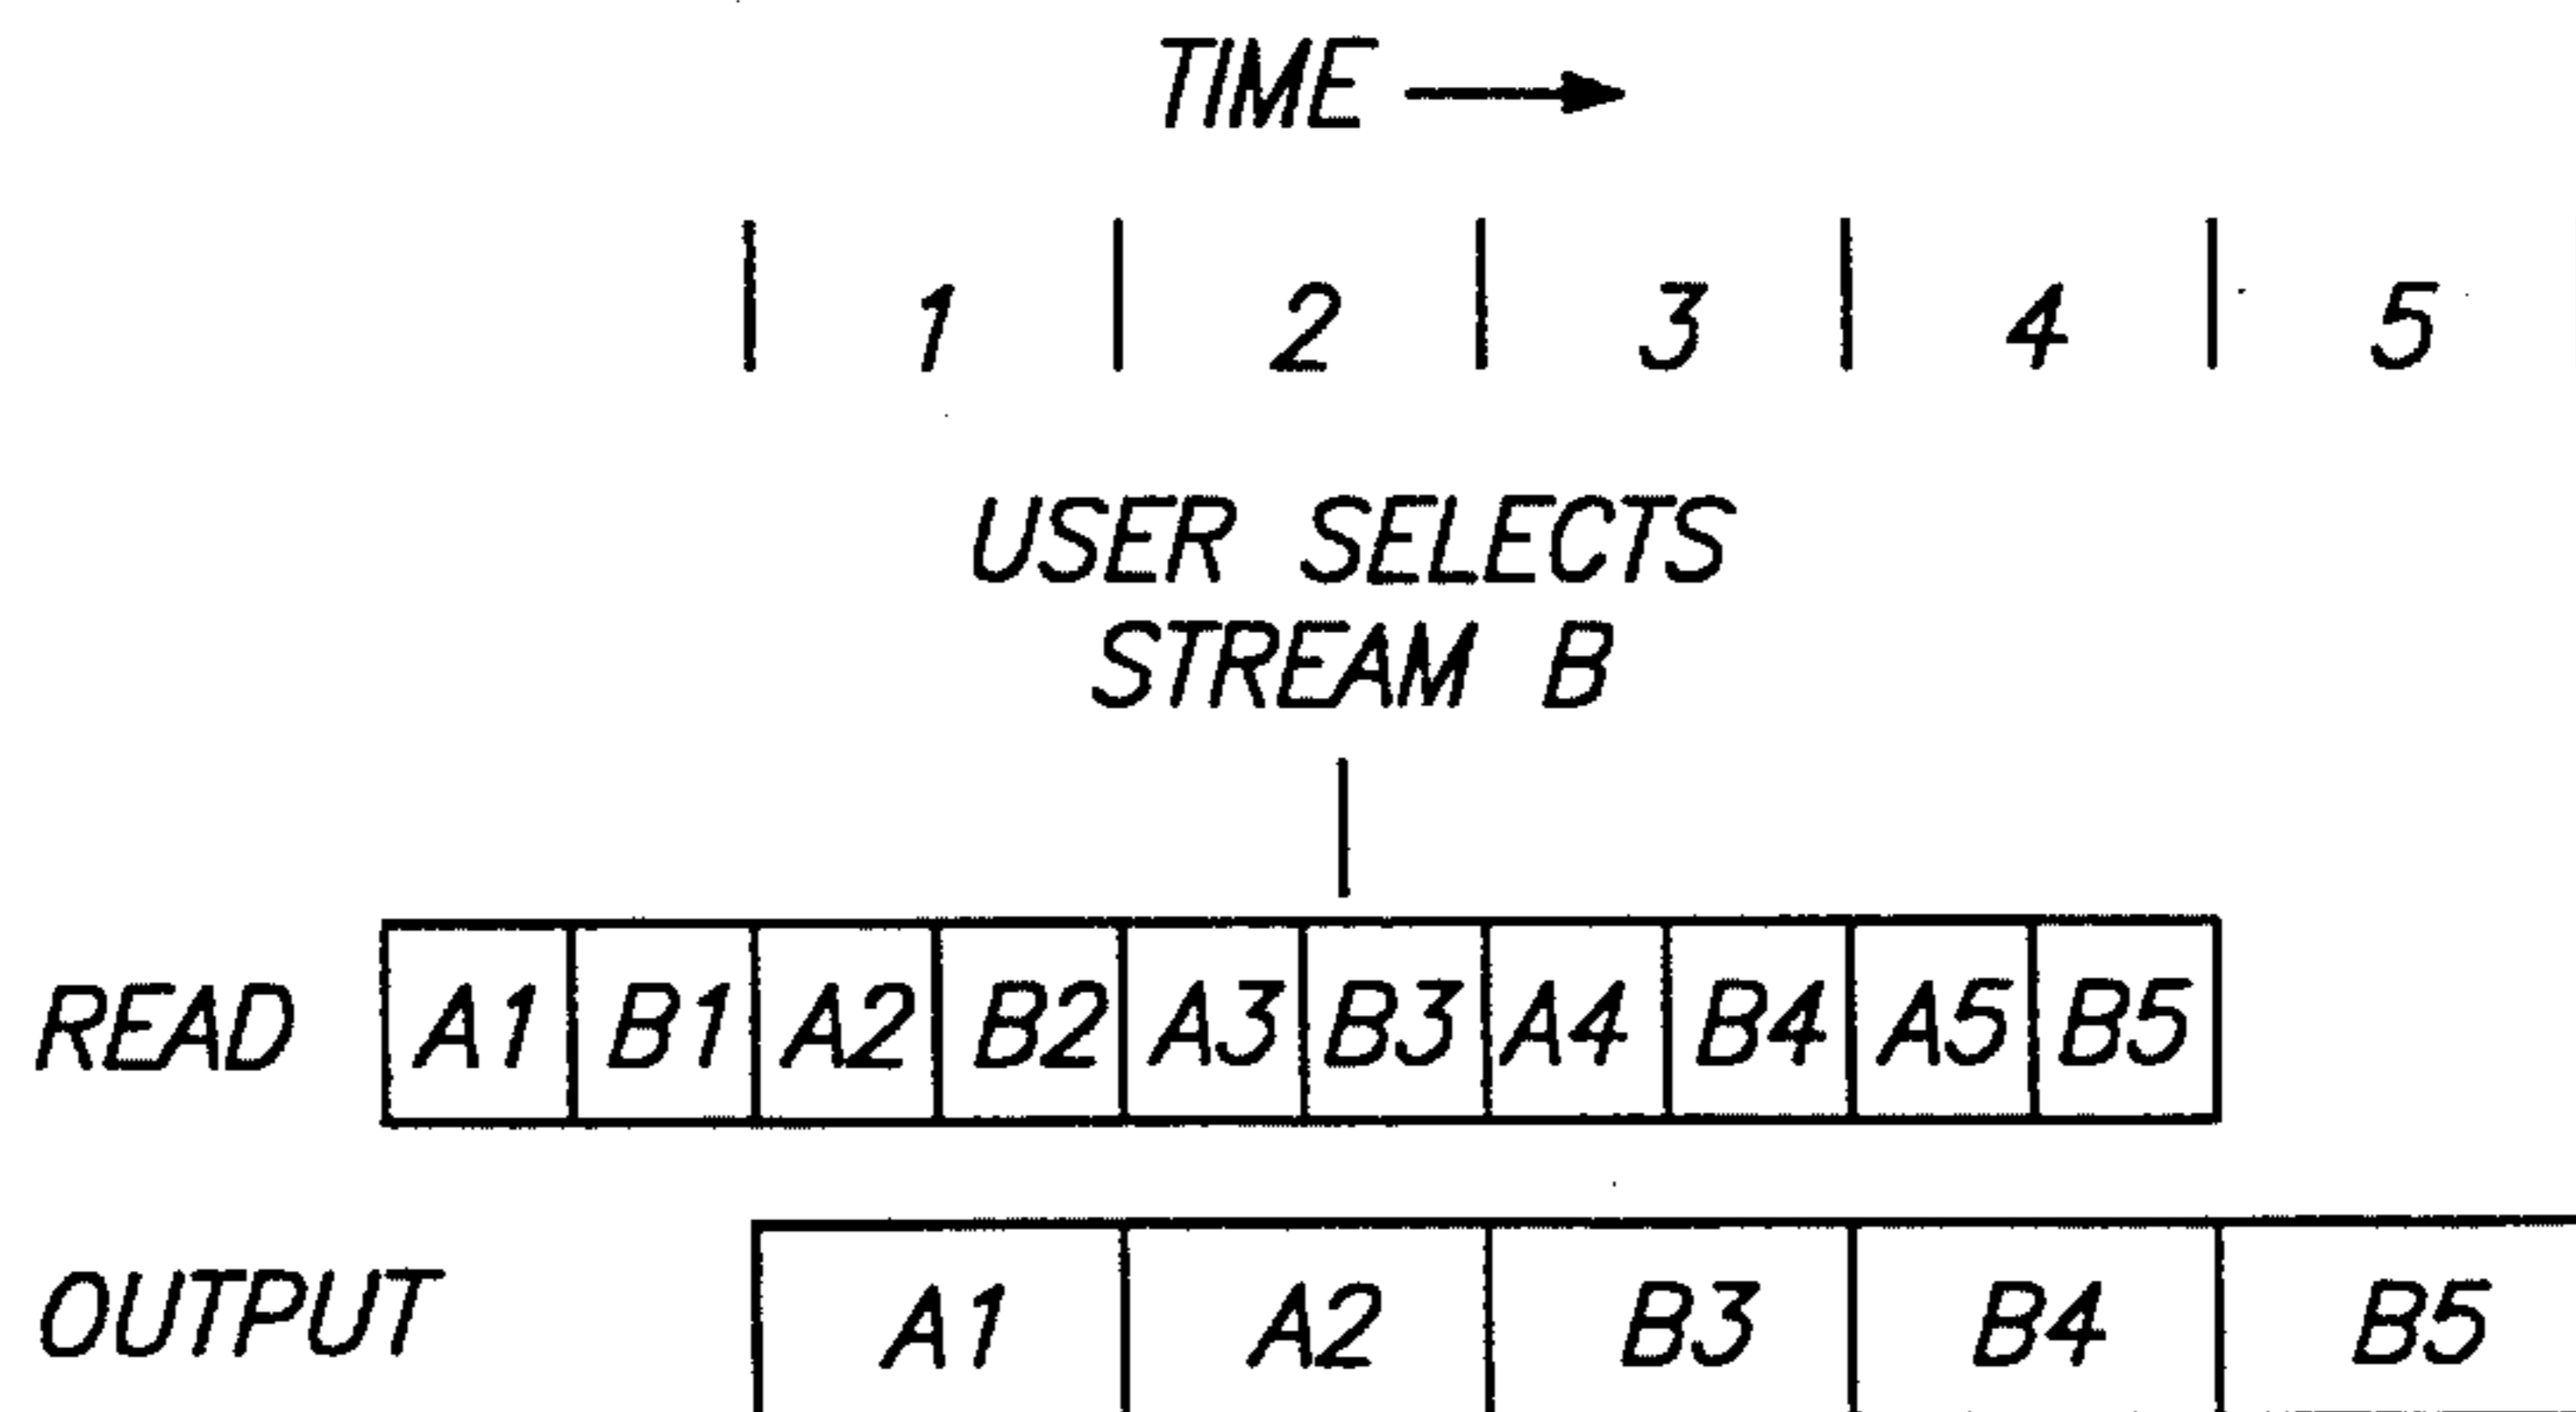 TIME
1 2 3 4 5
USER SELECTS
STREAM B
READ A1 B1 A2 B2 A3 B3 A4 B4 A5 B5
OUTPUT A1 A2 B3 B4 B5